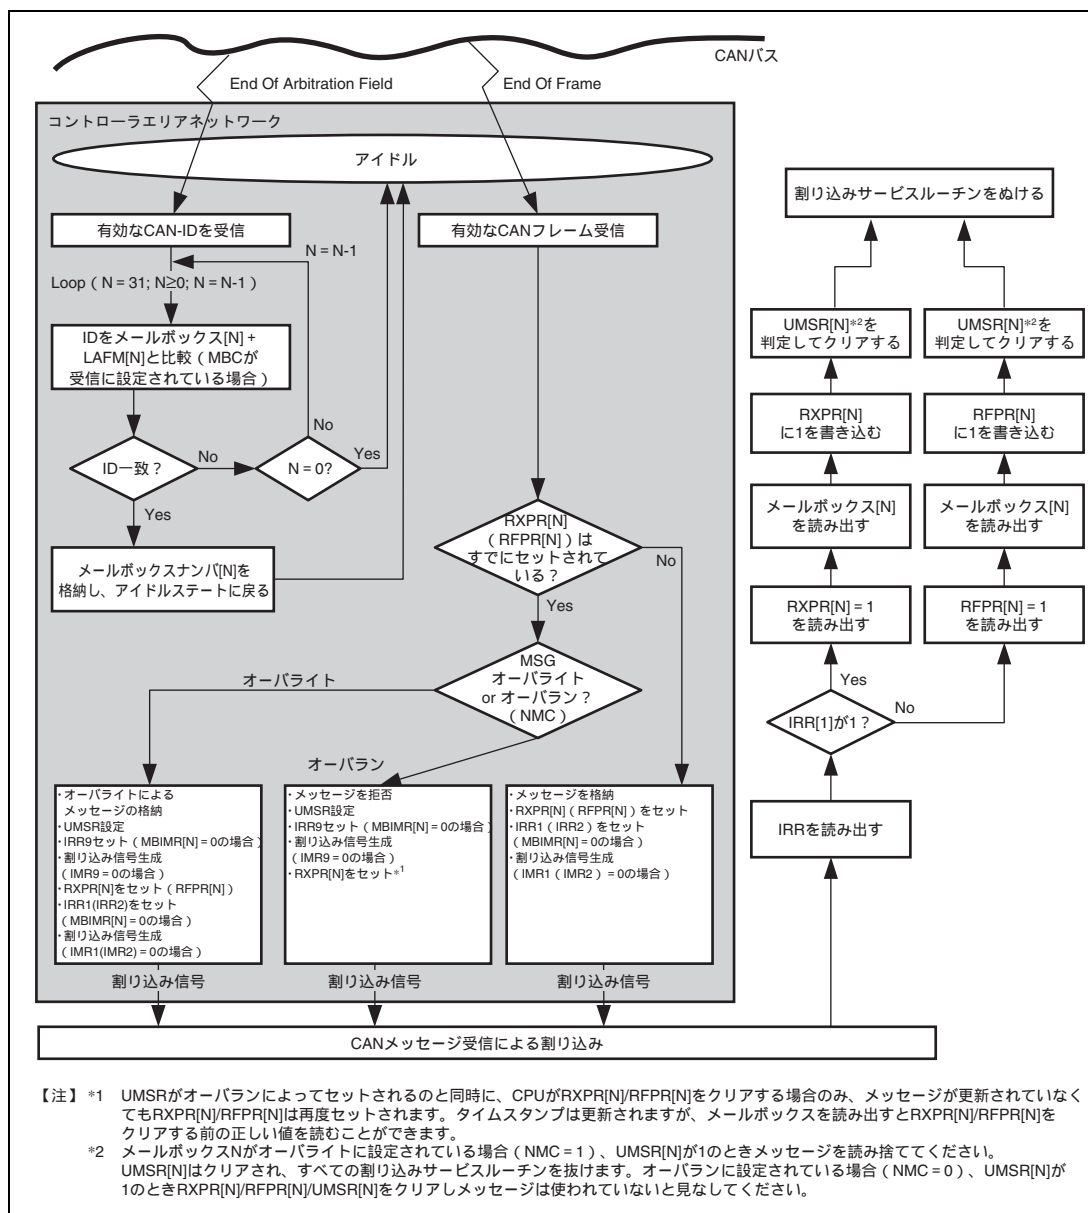 CANバス
End Of Arbitration Field
End Of Frame
コントローラエリアネットワーク
アイドル
有効なCAN-IDを受信
有効なCANフレーム受信
N = N-1
Loop（N = 31; N≥0; N = N-1）
IDをメールボックス[N] +
LAFM[N]と比較（MBCが
受信に設定されている場合）
ID一致？
No
N = 0?
No
Yes
Yes
メールボックスナンバ[N]を
格納し、アイドルステートに戻る
RXPR[N]
（RFPR[N]）は
すでにセットされて
いる？
No
Yes
MSG
オーバライト
or オーバラン？
（NMC）
オーバライト
オーバラン
・オーバライトによる
メッセージの格納
・UMSR設定
・IRR9セット（MBIMR[N] = 0の場合）
・割り込み信号生成
（IMR9 = 0の場合）
・RXPR[N]をセット（RFPR[N]）
・IRR1(IRR2)をセット
（MBIMR[N] = 0の場合）
・割り込み信号生成
（IMR1(IMR2) = 0の場合）
・メッセージを拒否
・UMSR設定
・IRR9セット（MBIMR[N] = 0の場合）
・割り込み信号生成
（IMR9 = 0の場合）
・RXPR[N]をセット*1
・メッセージを格納
・RXPR[N]（RFPR[N]）をセット
・IRR1（IRR2）をセット
（MBIMR[N] = 0の場合）
・割り込み信号生成
（IMR1（IMR2）= 0の場合）
割り込み信号
割り込み信号
割り込み信号
CANメッセージ受信による割り込み
割り込みサービスルーチンをぬける
UMSR[N]*2を
判定してクリアする
UMSR[N]*2を
判定してクリアする
RXPR[N]
に1を書き込む
RFPR[N]
に1を書き込む
メールボックス[N]
を読み出す
メールボックス[N]
を読み出す
RXPR[N] = 1
を読み出す
RFPR[N] = 1
を読み出す
Yes
No
IRR[1]が1？
IRRを読み出す
【注】 *1 UMSRがオーバランによってセットされるのと同時に、CPUがRXPR[N]/RFPR[N]をクリアする場合のみ、メッセージが更新されていなく
てもRXPR[N]/RFPR[N]は再度セットされます。タイムスタンプは更新されますが、メールボックスを読み出すとRXPR[N]/RFPR[N]を
クリアする前の正しい値を読むことができます。
*2 メールボックスNがオーバライトに設定されている場合（NMC = 1）、UMSR[N]が1のときメッセージを読み捨ててください。
UMSR[N]はクリアされ、すべての割り込みサービスルーチンを抜けます。オーバランに設定されている場合（NMC = 0）、UMSR[N]が
1のときRXPR[N]/RFPR[N]/UMSR[N]をクリアしメッセージは使われていないと見なしてください。